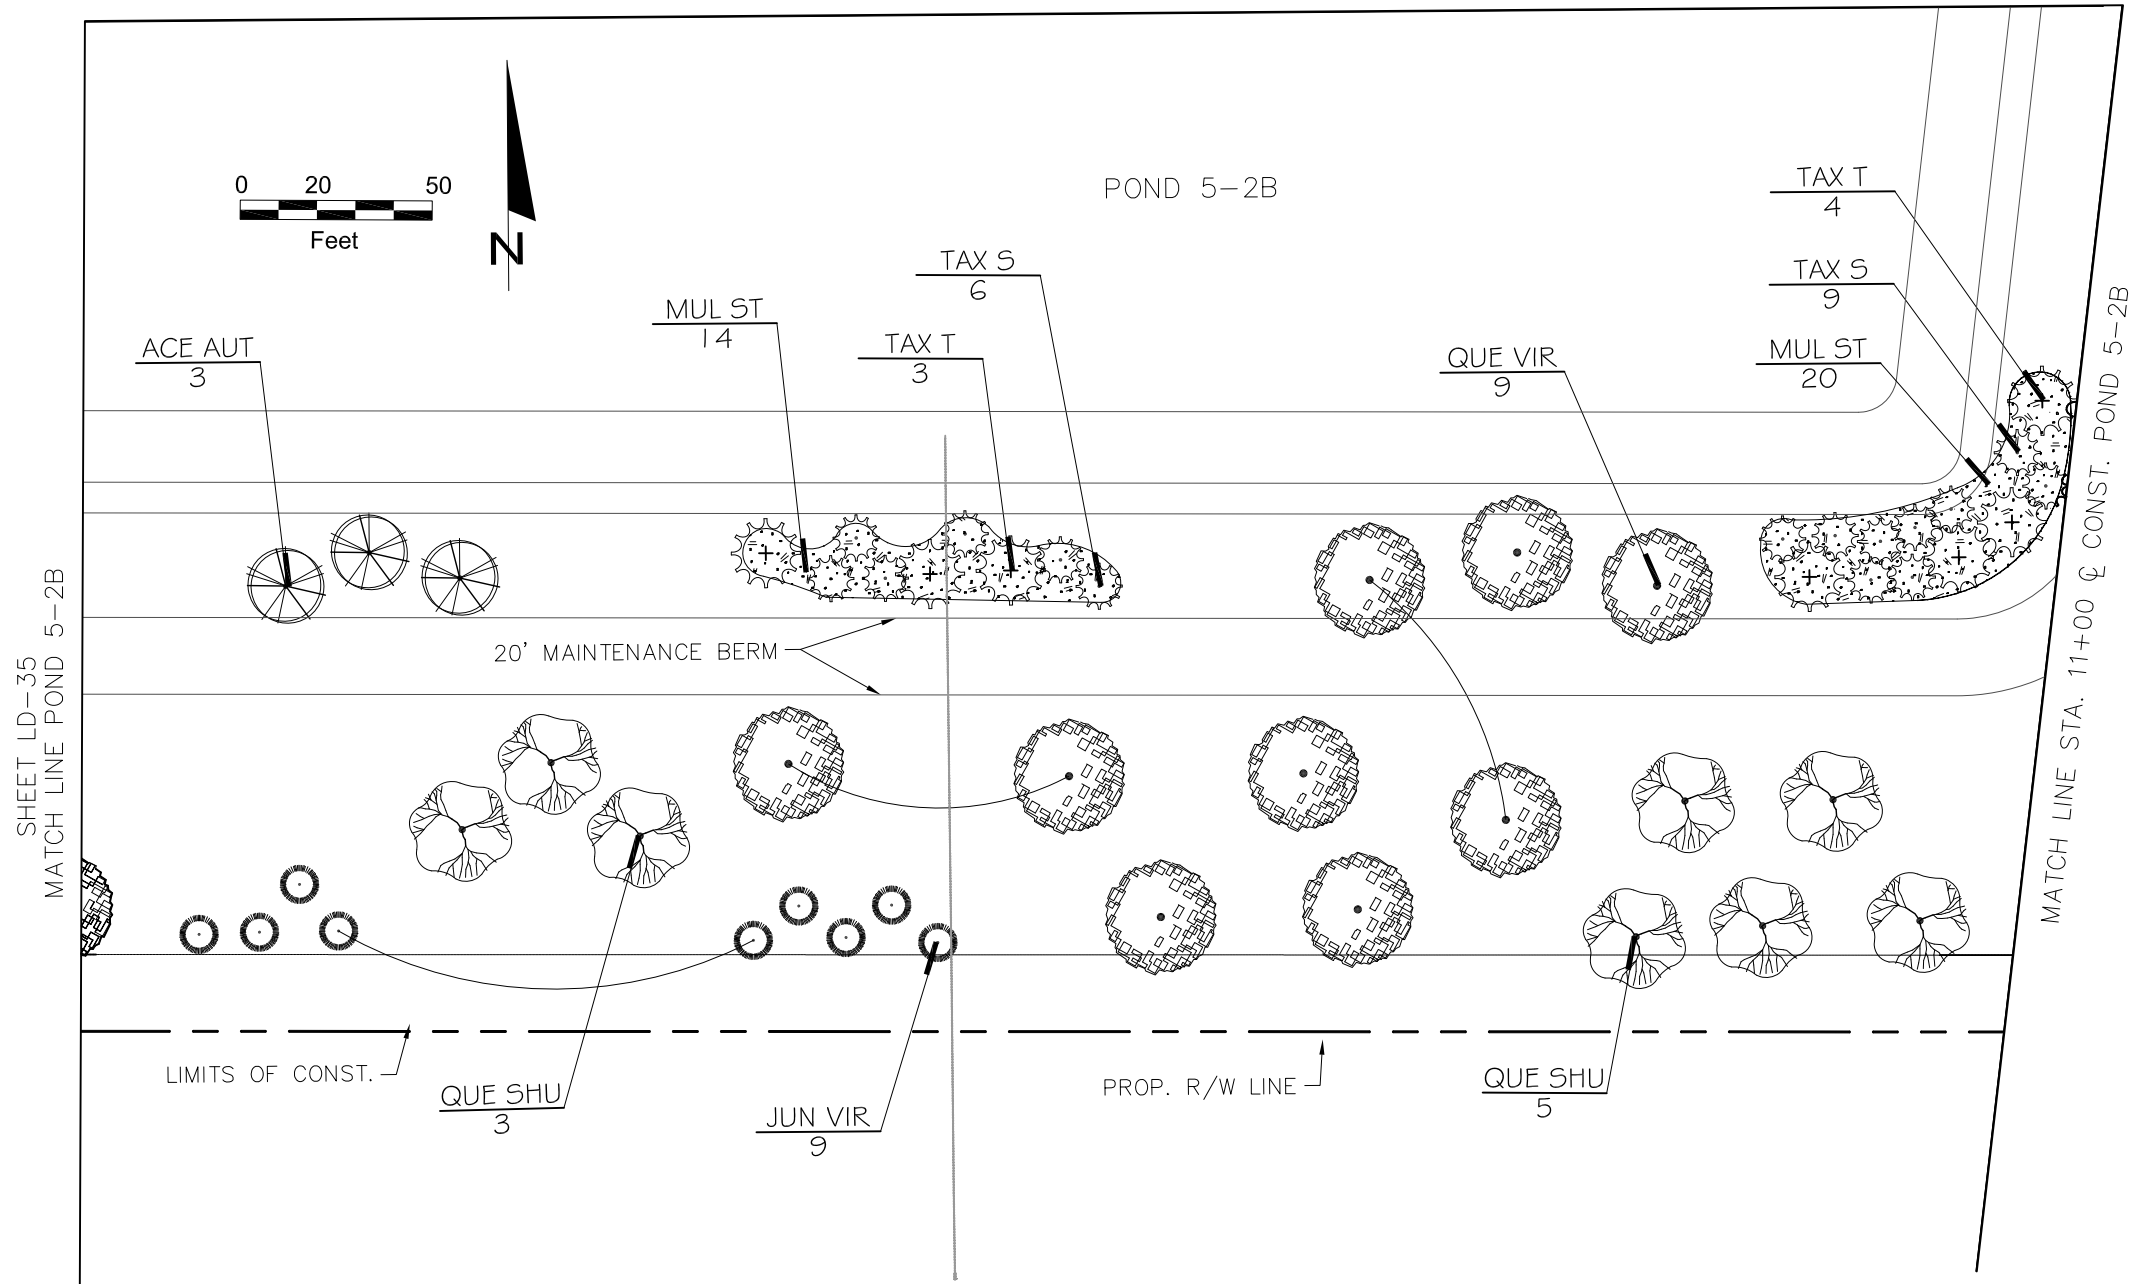 0 20 50
Feet
N
POND 5-2B
TAX T
4
TAX S
9
MUL ST
20
TAX S
6
MUL ST
14
TAX T
3
ACE AUT
3
QUE VIR
9
20' MAINTENANCE BERM
SHEET LD-35
MATCH LINE POND 5-2B
MATCH LINE STA. 11+00 ℄ CONST. POND 5-2B
LIMITS OF CONST.
PROP. R/W LINE
QUE SHU
3
JUN VIR
9
QUE SHU
5